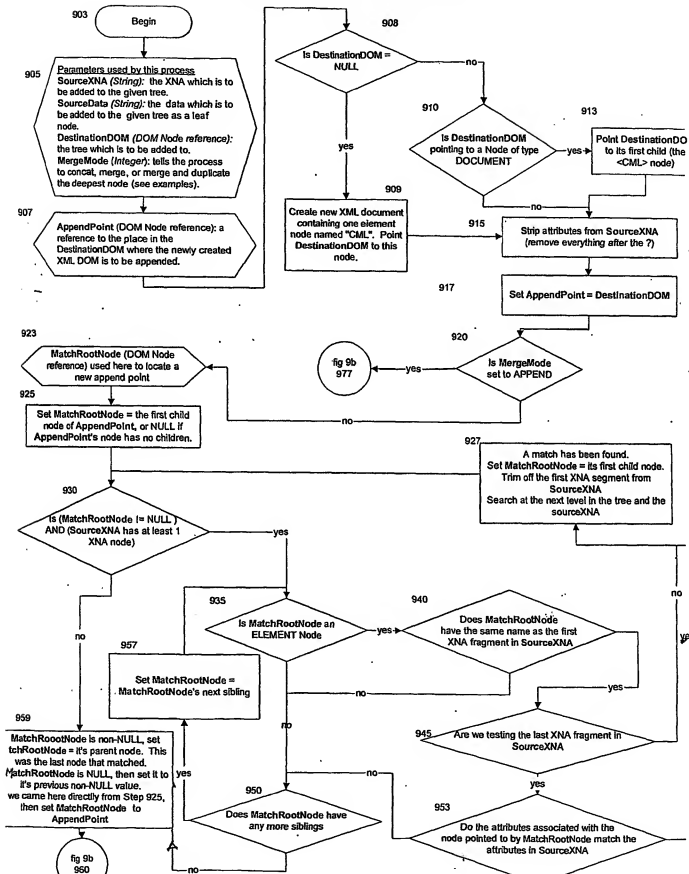 903
Begin
905
Parameters used by this process
SourceXNA (String): the XNA which is to
be added to the given tree.
SourceData (String): the data which is to
be added to the given tree as a leaf
node.
DestinationDOM (DOM Node reference):
the tree which is to be added to.
MergeMode (Integer): tells the process
to concat, merge, or merge and duplicate
the deepest node (see examples).
907
AppendPoint (DOM Node reference): a
reference to the place in the
DestinationDOM where the newly created
XML DOM is to be appended.
908
Is DestinationDOM =
NULL
no
yes
910
Is DestinationDOM
pointing to a Node of type
DOCUMENT
yes
no
913
Point DestinationDO
to its first child (the
<CML> node)
909
Create new XML document
containing one element
node named "CML". Point
DestinationDOM to this
node.
915
Strip attributes from SourceXNA
(remove everything after the ?)
917
Set AppendPoint = DestinationDOM
920
Is MergeMode
set to APPEND
yes
fig 9b
977
no
923
MatchRootNode (DOM Node
reference) used here to locate a
new append point
925
Set MatchRootNode = the first child
node of AppendPoint, or NULL if
AppendPoint's node has no children.
927
A match has been found.
Set MatchRootNode = its first child node.
Trim off the first XNA segment from
SourceXNA
Search at the next level in the tree and the
sourceXNA
930
Is (MatchRootNode != NULL )
AND (SourceXNA has at least 1
XNA node)
yes
no
935
Is MatchRootNode an
ELEMENT Node
yes
no
940
Does MatchRootNode
have the same name as the first
XNA fragment in SourceXNA
no
yes
945
Are we testing the last XNA fragment in
SourceXNA
no
yes
950
Does MatchRootNode have
any more siblings
yes
no
953
Do the attributes associated with the
node pointed to by MatchRootNode match the
attributes in SourceXNA
no
ye
957
Set MatchRootNode =
MatchRootNode's next sibling
959
MatchRoootNode is non-NULL, set
tchRootNode = it's parent node. This
was the last node that matched.
MatchRootNode is NULL, then set it to
it's previous non-NULL value.
we came here directly from Step 925,
then set MatchRootNode to
AppendPoint
fig 9b
960